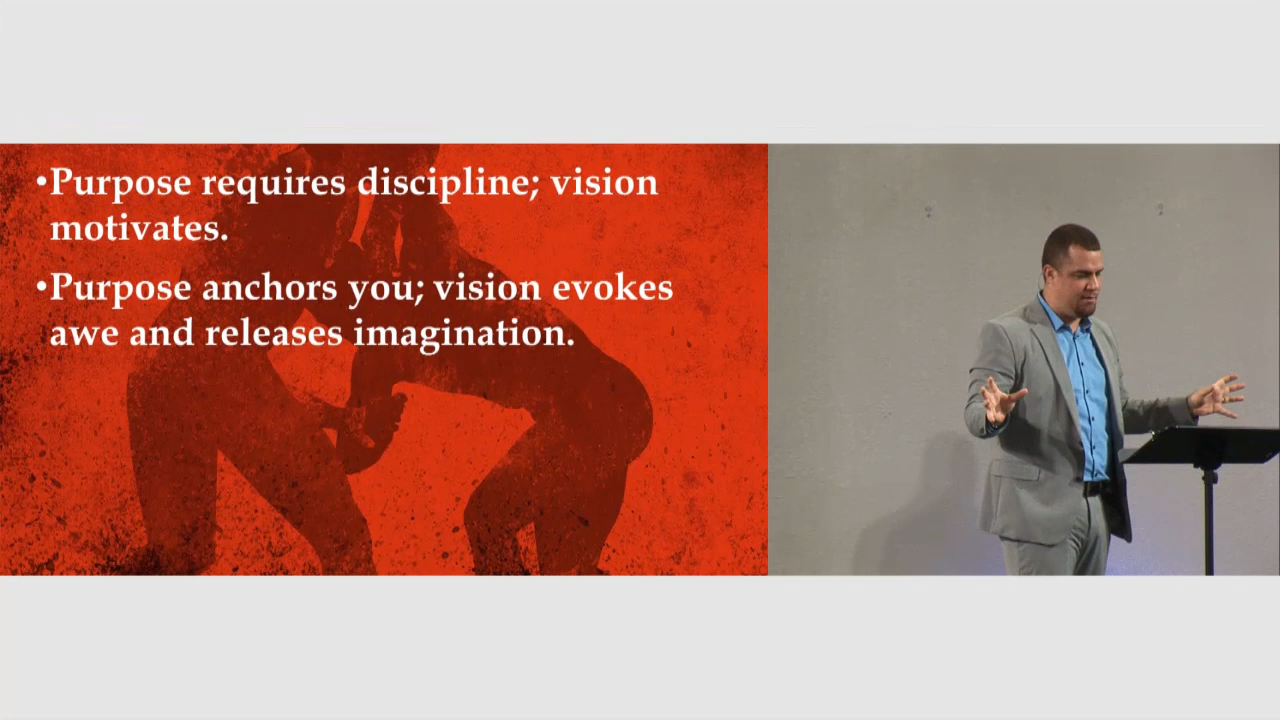 •Purpose requires discipline; vision
motivates.
•Purpose anchors you; vision evokes
awe and releases imagination.